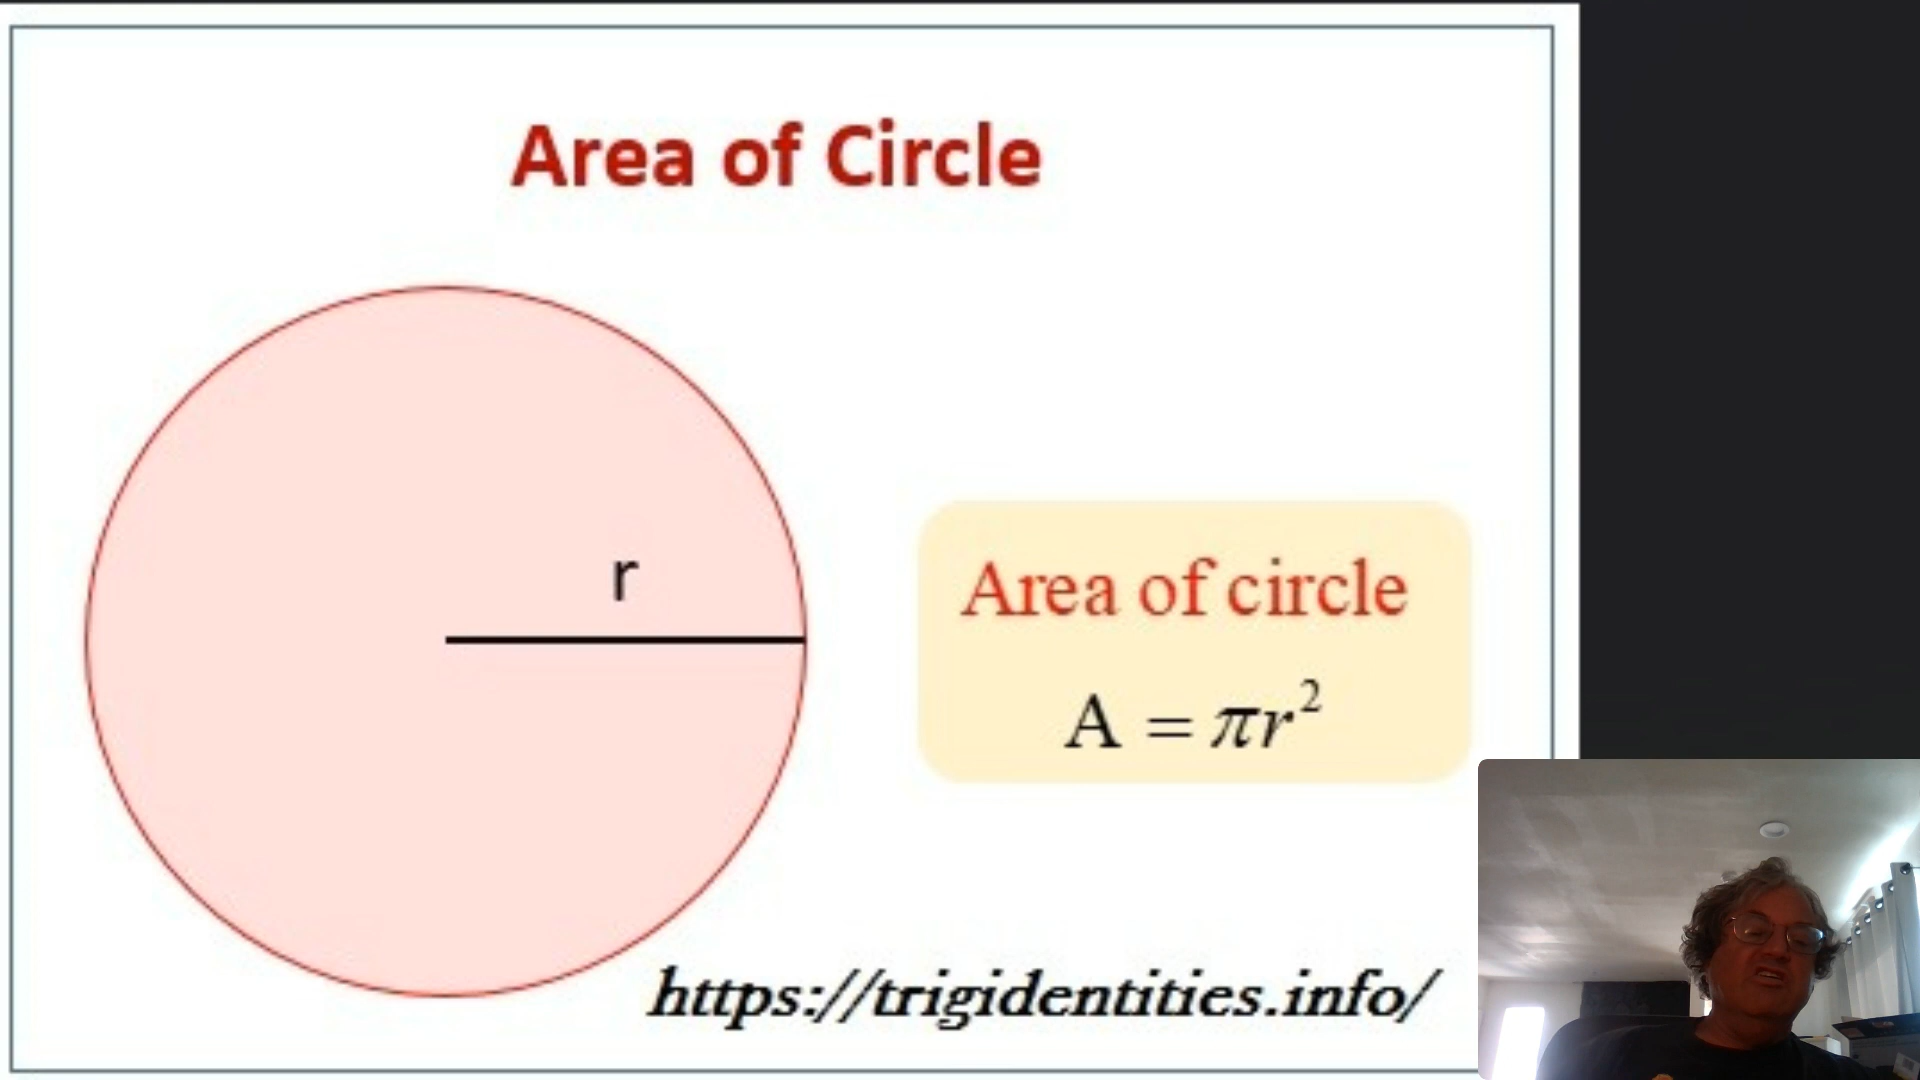 Area of Circle
r
Area of circle
A = πr²
https://trigidentities.info/